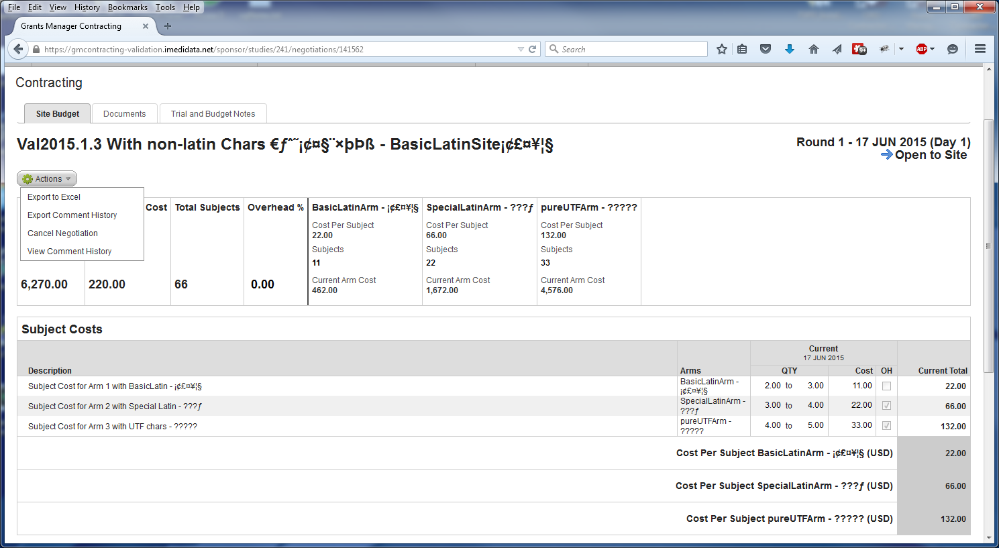 File Edit View History Bookmarks Tools Help
Grants Manager Contracting
https://gmcontracting-validation.imedidata.net/sponsor/studies/241/negotiations/141562
Search
9+
ABP
Contracting
Site Budget Documents Trial and Budget Notes
Val2015.1.3 With non-latin Chars €ƒˆ˜¡¢¤§¨×þÞß - BasicLatinSite¡¢£¤¥¦§
Round 1 - 17 JUN 2015 (Day 1)
Open to Site
Actions
Export to Excel
Export Comment History
Cancel Negotiation
View Comment History
Cost Total Subjects Overhead % BasicLatinArm - ¡¢£¤¥¦§ SpecialLatinArm - ???ƒ pureUTFArm - ?????
Cost Per Subject Cost Per Subject Cost Per Subject
22.00 66.00 132.00
Subjects Subjects Subjects
11 22 33
6,270.00 220.00 66 0.00 Current Arm Cost Current Arm Cost Current Arm Cost
462.00 1,672.00 4,576.00
Subject Costs
Current
17 JUN 2015
Description Arms QTY Cost OH Current Total
Subject Cost for Arm 1 with BasicLatin - ¡¢£¤¥¦§ BasicLatinArm - ¡¢£¤¥¦§ 2.00 to 3.00 11.00 22.00
Subject Cost for Arm 2 with Special Latin - ???ƒ SpecialLatinArm - ???ƒ 3.00 to 4.00 22.00 66.00
Subject Cost for Arm 3 with UTF chars - ????? pureUTFArm - ????? 4.00 to 5.00 33.00 132.00
Cost Per Subject BasicLatinArm - ¡¢£¤¥¦§ (USD) 22.00
Cost Per Subject SpecialLatinArm - ???ƒ (USD) 66.00
Cost Per Subject pureUTFArm - ????? (USD) 132.00